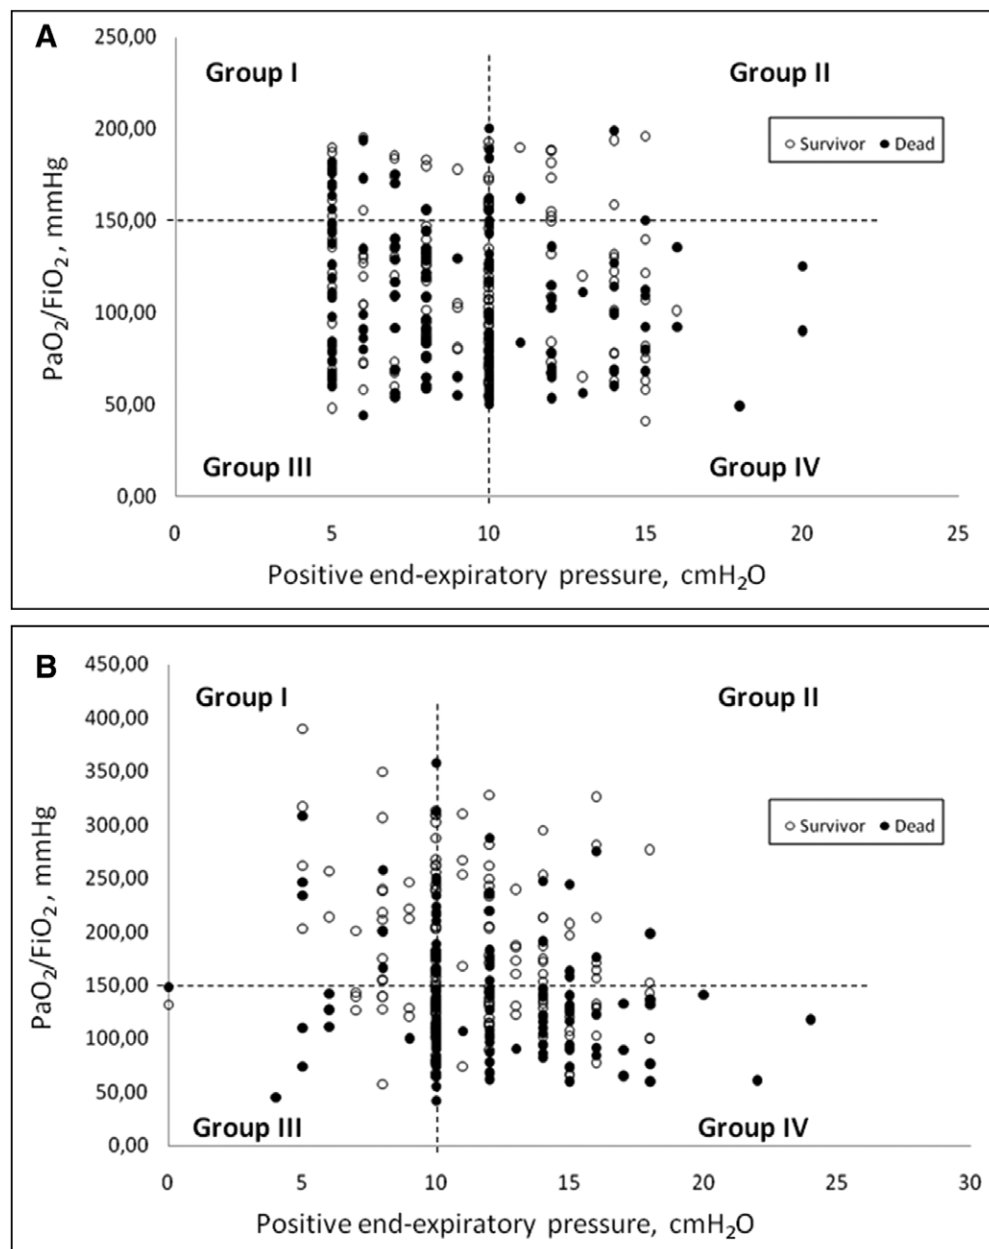 A
250,00
Group I
Group II
200,00
○ Survivor ● Dead
150,00
PaO₂/FiO₂, mmHg
100,00
50,00
Group III
Group IV
0,00
0 5 10 15 20 25
Positive end-expiratory pressure, cmH₂O
B
450,00
Group I
Group II
400,00
350,00
300,00
○ Survivor ● Dead
250,00
PaO₂/FiO₂, mmHg
200,00
150,00
100,00
50,00
Group III
Group IV
0,00
0 5 10 15 20 25 30
Positive end-expiratory pressure, cmH₂O